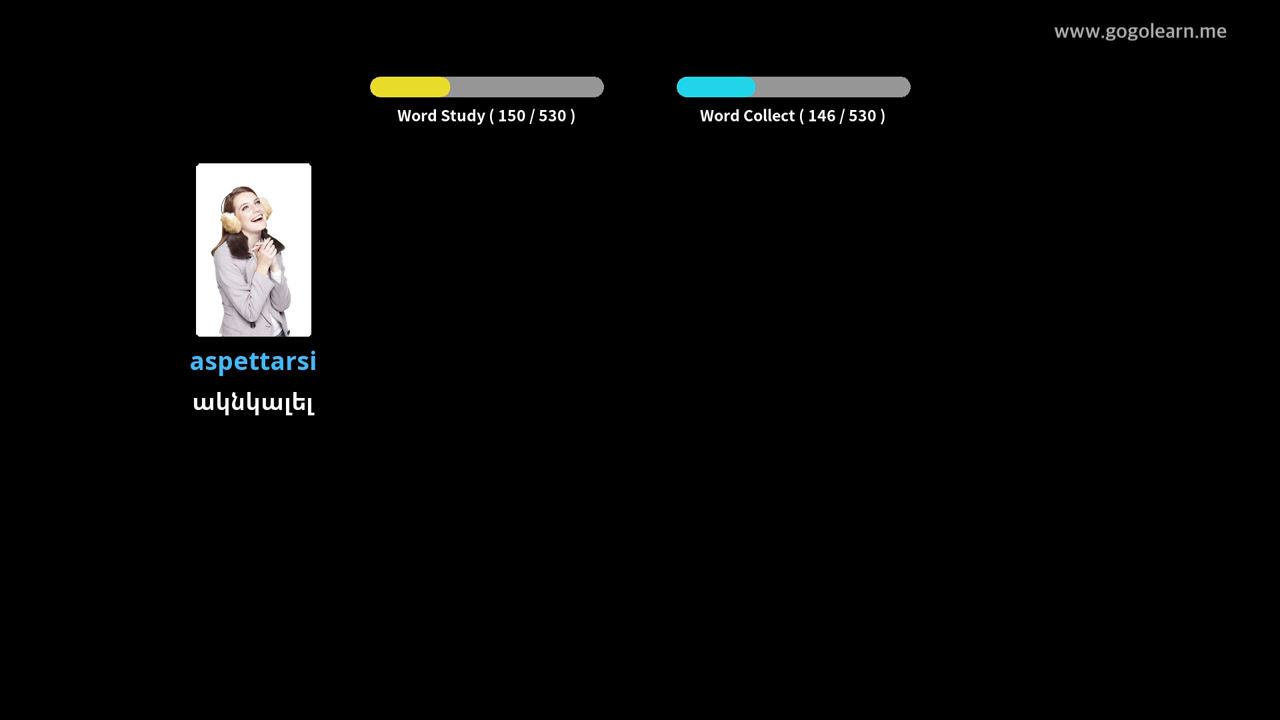 www.gogolearn.me
Word Study ( 150 / 530 )
Word Collect ( 146 / 530 )
aspettarsi
ակնկալել